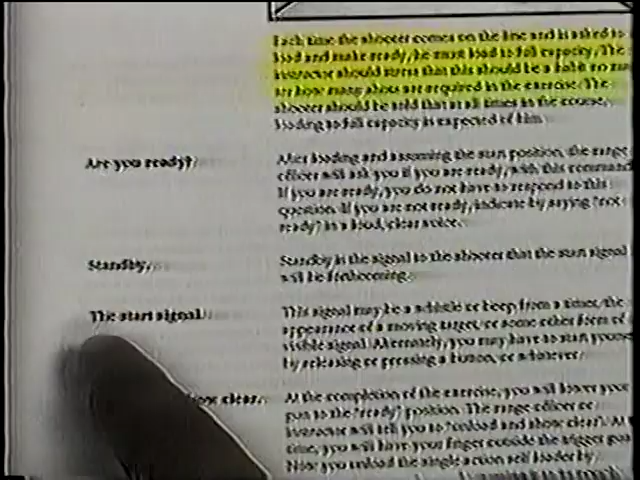 Each time the shooter comes on the line and is asked to
load and make ready, he must load to full capacity. The
instructor should stress that this should be a habit no
how many shots are required in the exercise. The
shooter should be told that at all times in the course,
loading to full capacity is expected of him.
Are you ready?
After loading and assuming the start position, the range
officer will ask you if you are ready, with this command.
If you are ready, you do not have to respond to this
question. If you are not ready, indicate by saying "not
ready" in a loud, clear voice.
Standby.
Standby is the signal to the shooter that the start signal
will be forthcoming.
The start signal.
This signal may be a whistle or beep from a timer, the
appearance of a moving target, or some other form of
visible signal. Alternately, you may have to start
by releasing or pressing a button, or whatever.
clear.
At the completion of the exercise, you will lower your
gun to the "ready" position. The range officer or
instructor will tell you to "unload and show clear". At
time, you will have your finger outside the trigger
Now you unload the single action self loader by